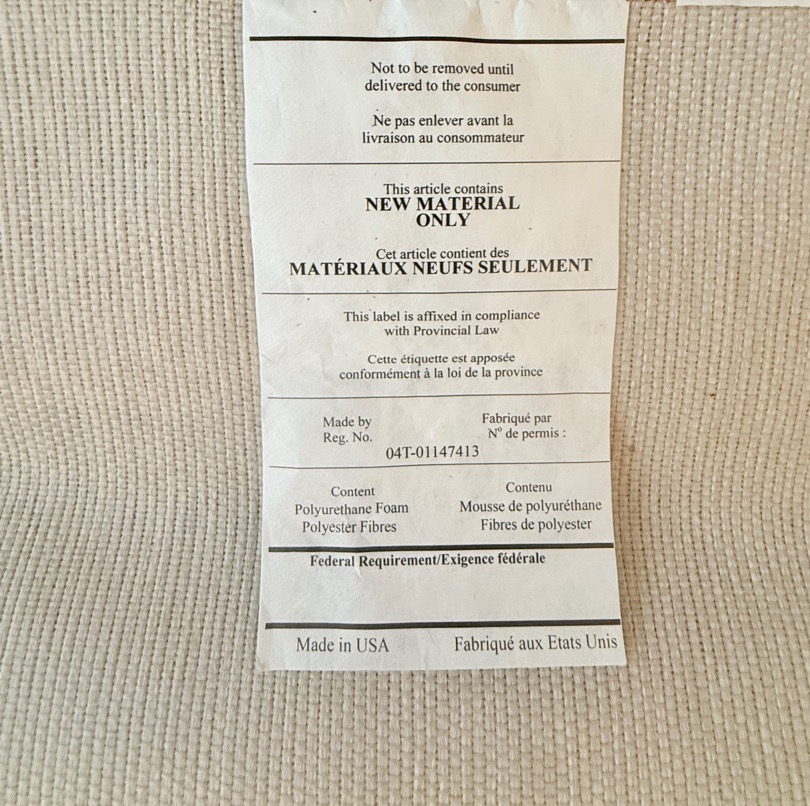 Not to be removed until
delivered to the consumer
Ne pas enlever avant la
livraison au consommateur
This article contains
NEW MATERIAL
ONLY
Cet article contient des
MATÉRIAUX NEUFS SEULEMENT
This label is affixed in compliance
with Provincial Law
Cette étiquette est apposée
conformément à la loi de la province
Made by
Reg. No.
Fabriqué par
Nº de permis :
04T-01147413
Content
Polyurethane Foam
Polyester Fibres
Contenu
Mousse de polyuréthane
Fibres de polyester
Federal Requirement/Exigence fédérale
Made in USA Fabriqué aux Etats Unis